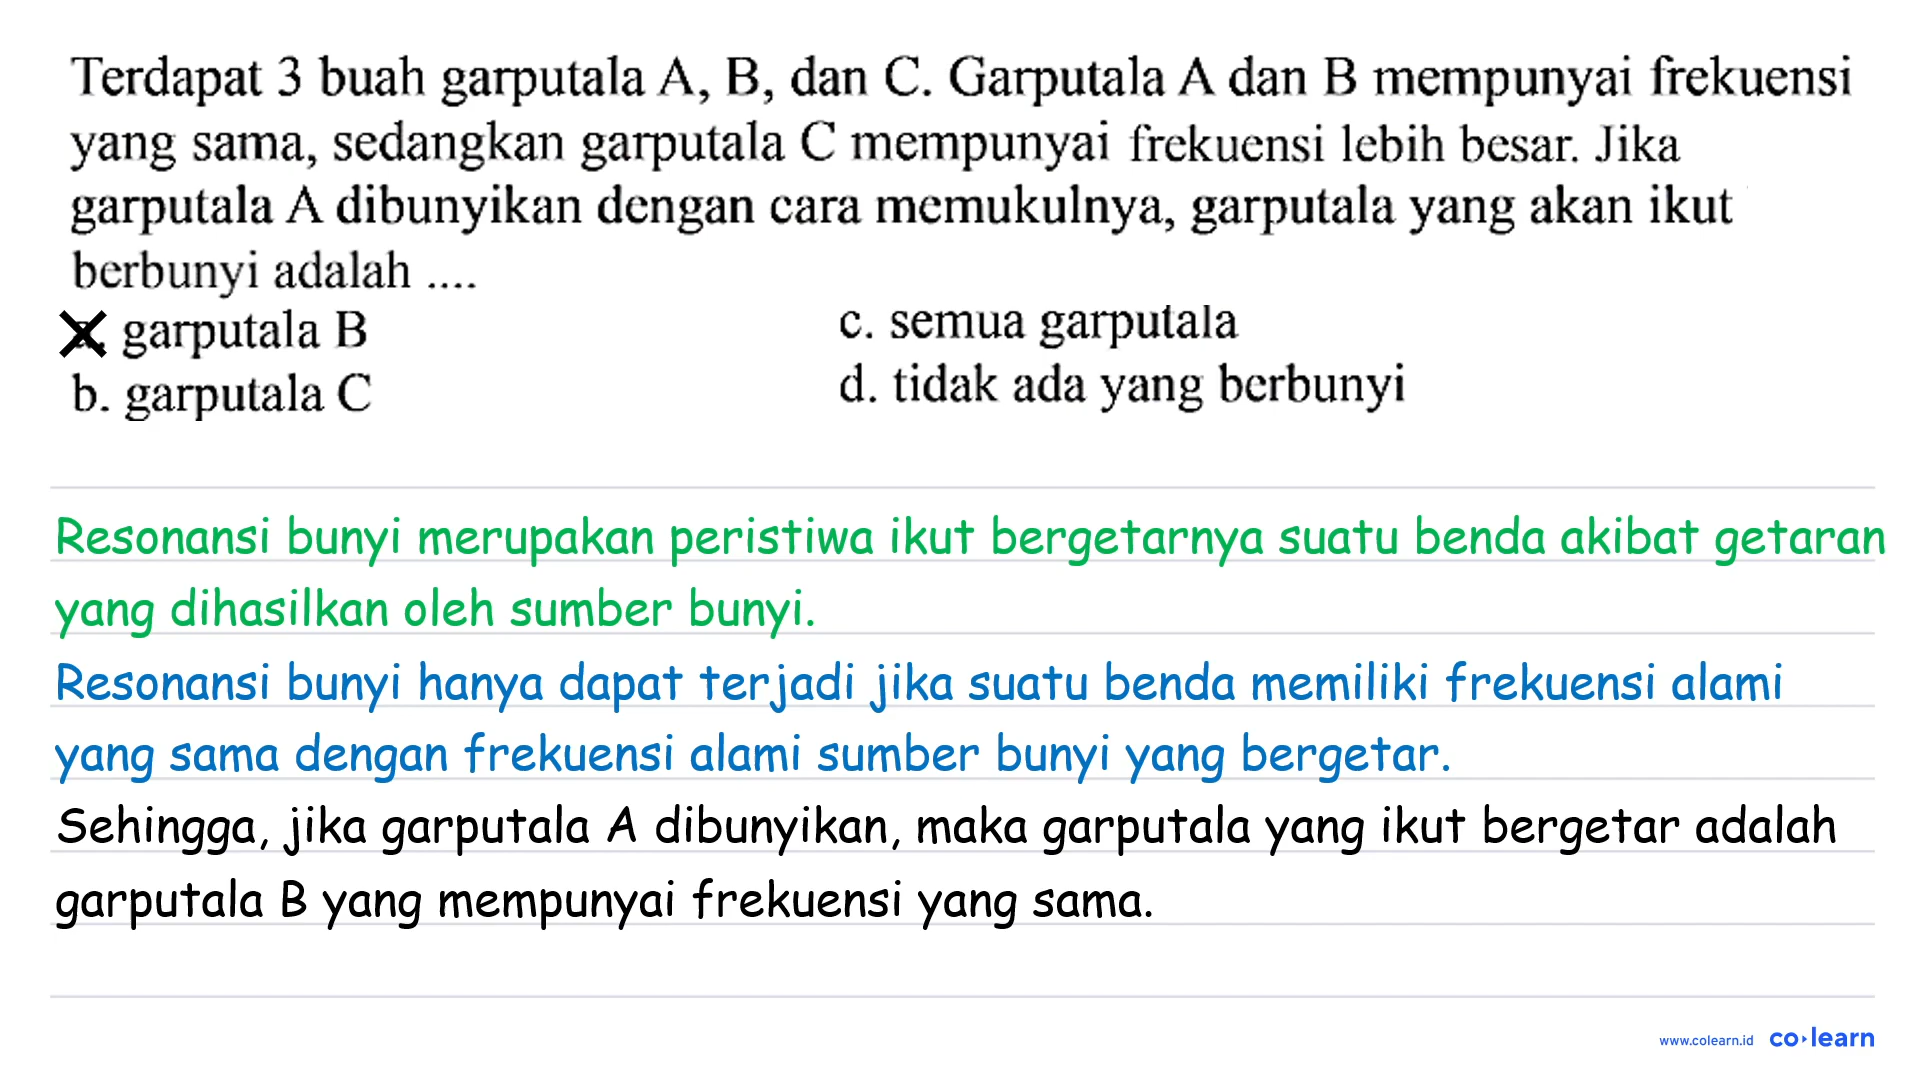 Terdapat 3 buah garputala A, B, dan C. Garputala A dan B mempunyai frekuensi
yang sama, sedangkan garputala C mempunyai frekuensi lebih besar. Jika
garputala A dibunyikan dengan cara memukulnya, garputala yang akan ikut
berbunyi adalah ....
a. garputala B
b. garputala C
c. semua garputala
d. tidak ada yang berbunyi
Resonansi bunyi merupakan peristiwa ikut bergetarnya suatu benda akibat getaran
yang dihasilkan oleh sumber bunyi.
Resonansi bunyi hanya dapat terjadi jika suatu benda memiliki frekuensi alami
yang sama dengan frekuensi alami sumber bunyi yang bergetar.
Sehingga, jika garputala A dibunyikan, maka garputala yang ikut bergetar adalah
garputala B yang mempunyai frekuensi yang sama.
www.colearn.id co·learn